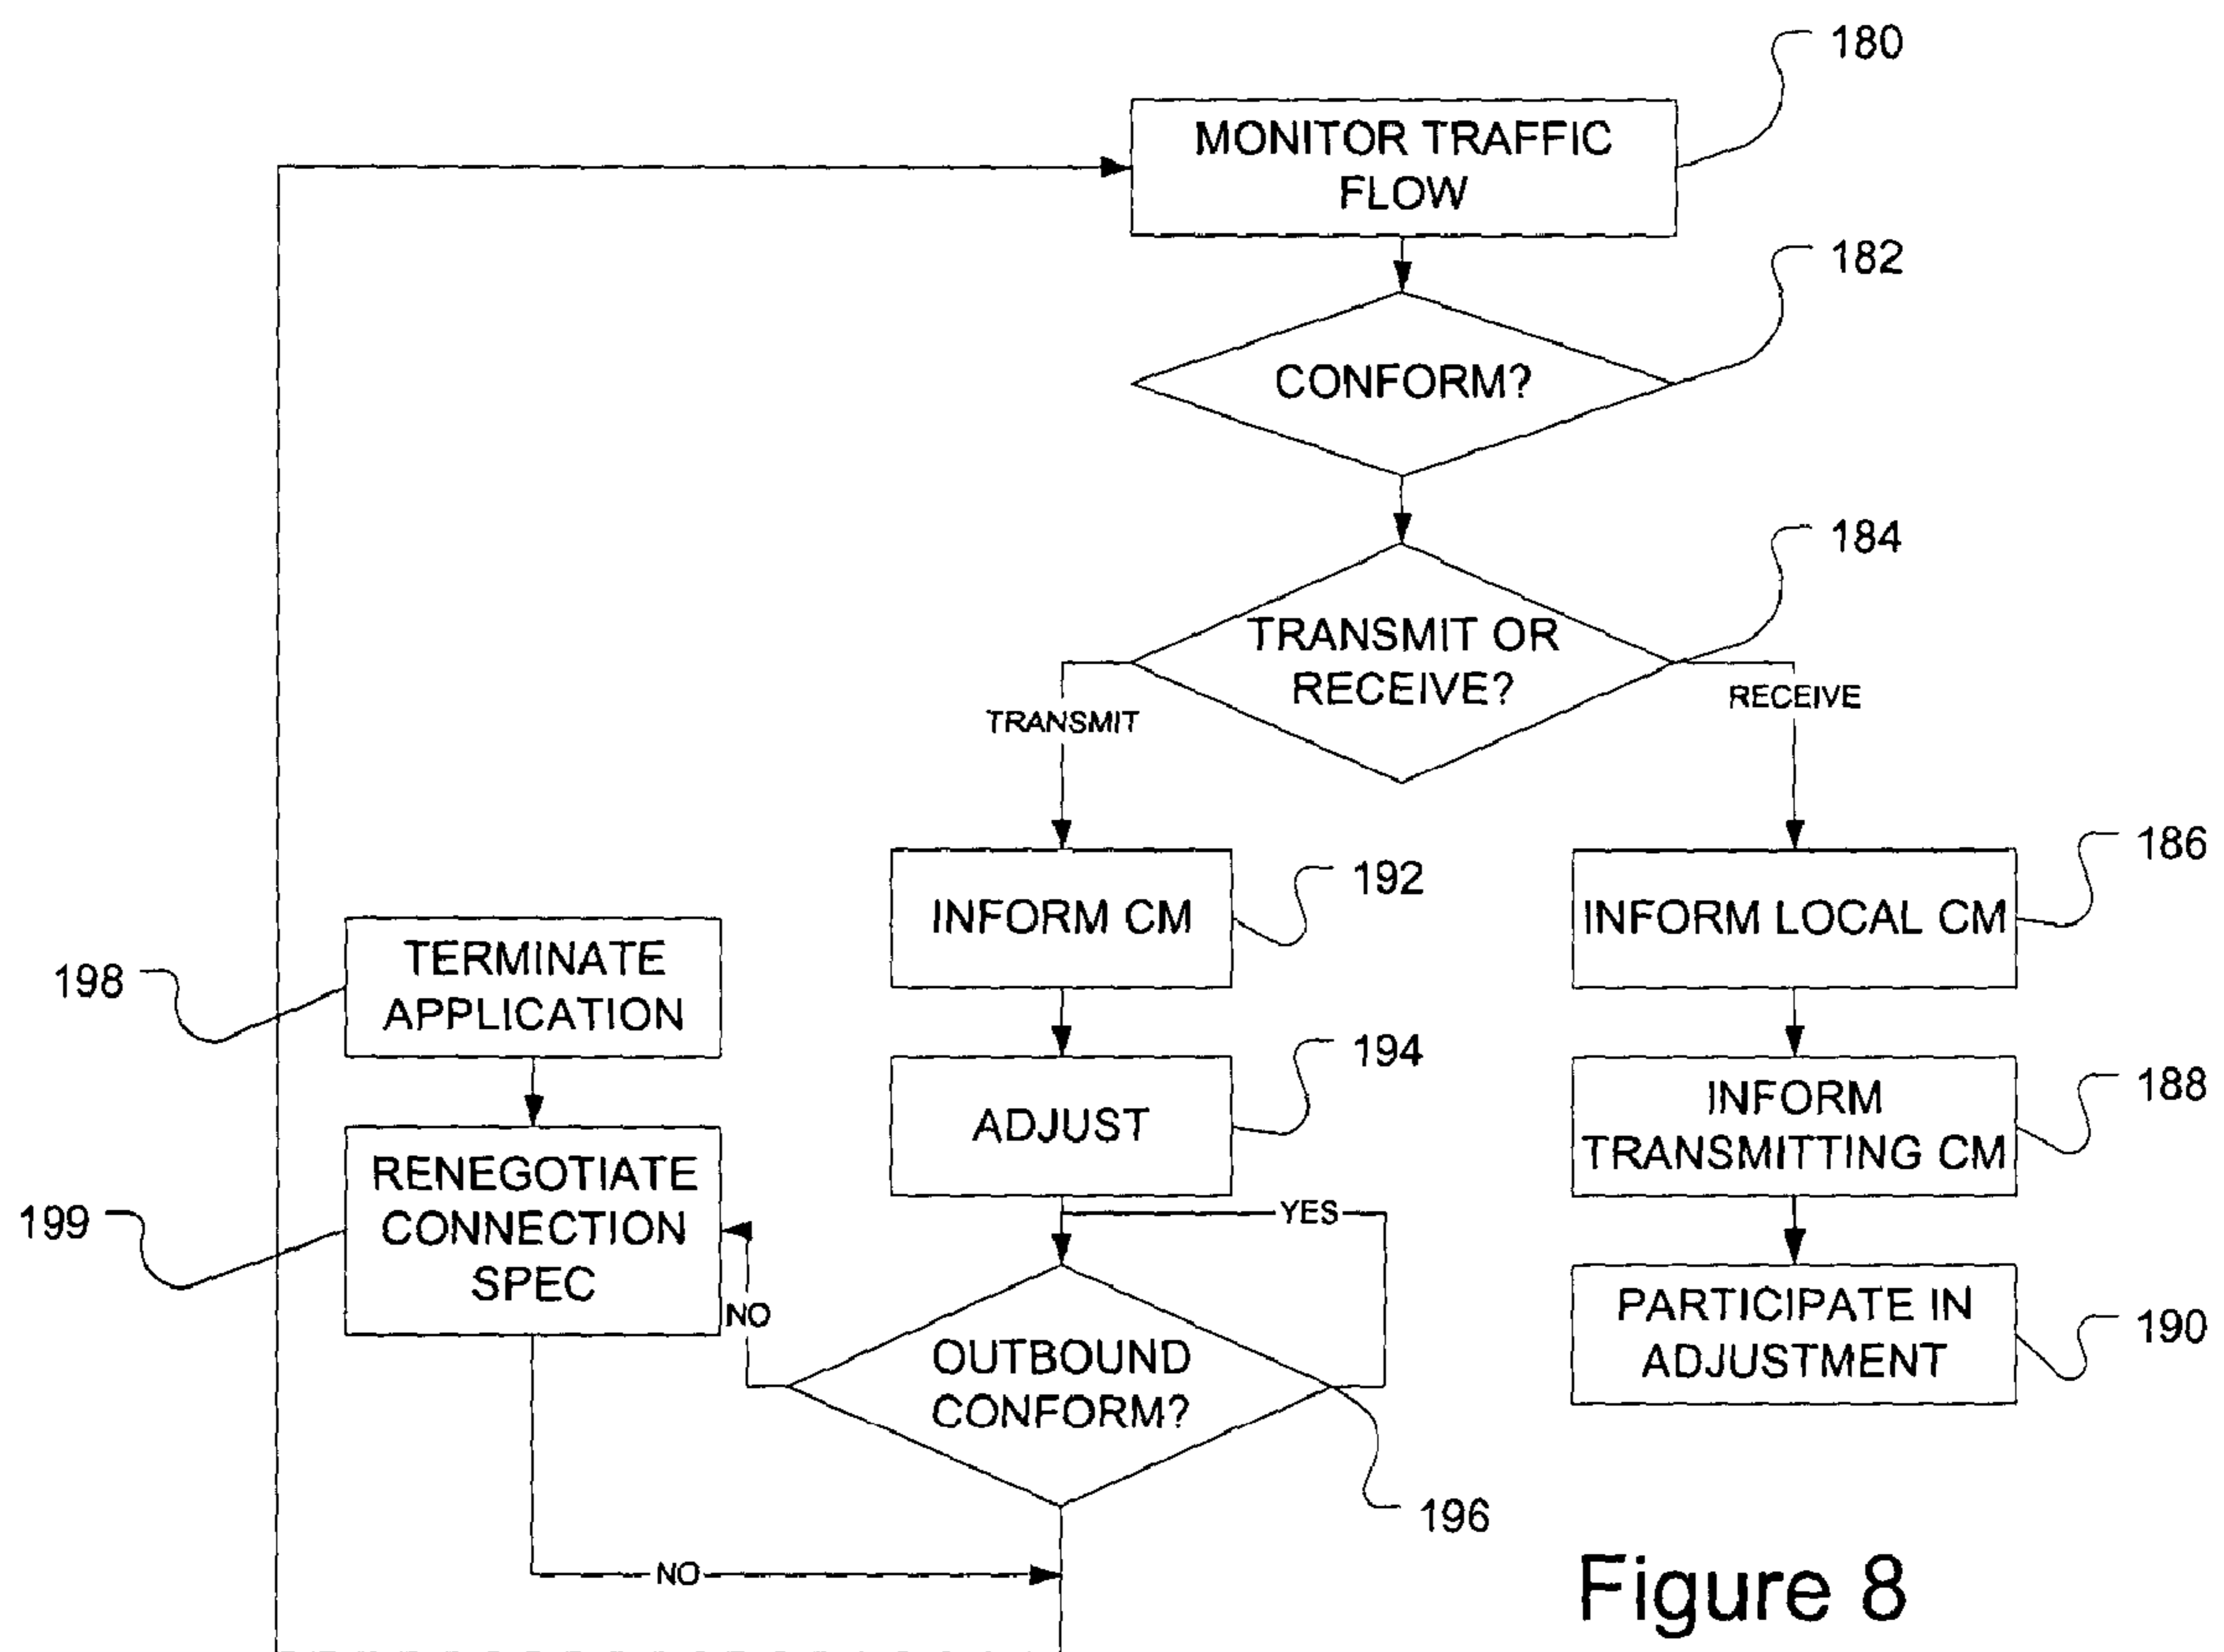 180
MONITOR TRAFFIC
FLOW
182
CONFORM?
184
TRANSMIT OR
RECEIVE?
TRANSMIT
RECEIVE
186
192
INFORM CM
INFORM LOCAL CM
198
TERMINATE
APPLICATION
194
188
ADJUST
INFORM
TRANSMITTING CM
199
RENEGOTIATE
CONNECTION
SPEC
YES
NO
OUTBOUND
CONFORM?
PARTICIPATE IN
ADJUSTMENT
190
196
NO
Figure 8